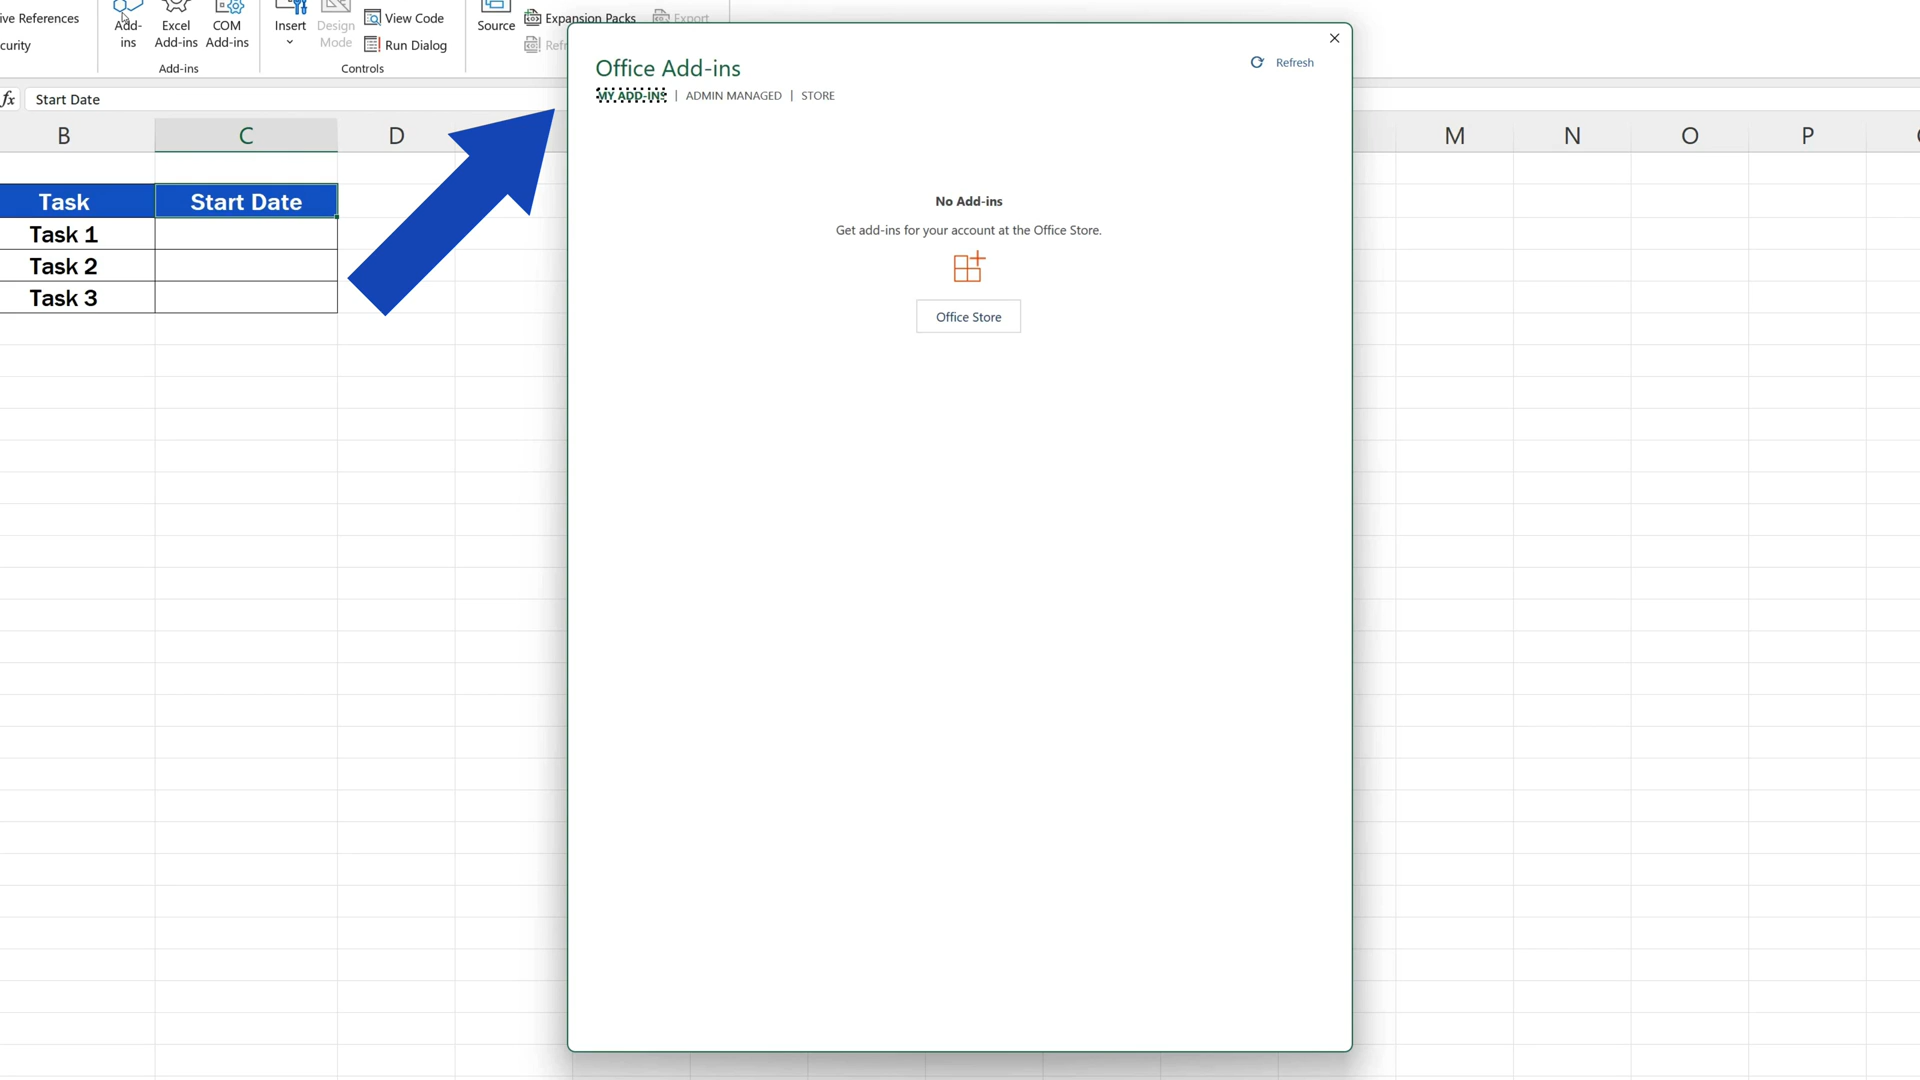 ive References
curity
Add-
ins
Excel
Add-ins
COM
Add-ins
Add-ins
Insert
Design
Mode
View Code
Run Dialog
Controls
Source
Expansion Packs
Export
Refr
fx Start Date
B C D M N O P
Task Start Date
Task 1
Task 2
Task 3
Office Add-ins
Refresh
MY ADD-INS | ADMIN MANAGED | STORE
No Add-ins
Get add-ins for your account at the Office Store.
Office Store